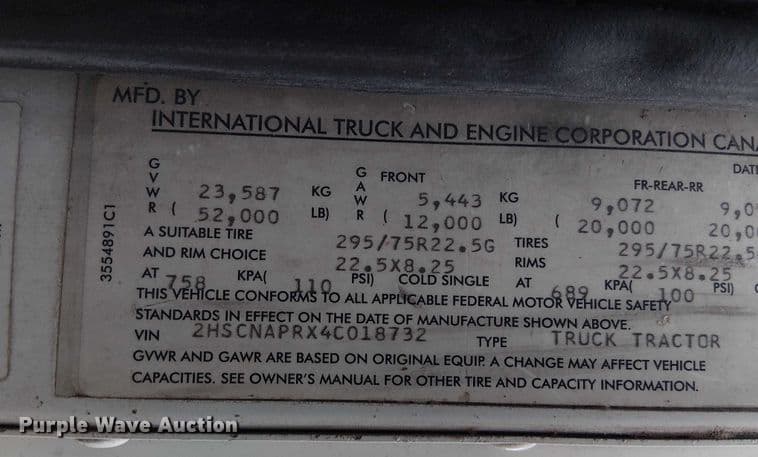 MFD. BY
INTERNATIONAL TRUCK AND ENGINE CORPORATION
GVWR 23,587 KG GAWR FRONT 5,443 KG FR-REAR-RR 9,072
( 52,000 LB) ( 12,000 LB) ( 20,000
A SUITABLE TIRE 295/75R22.5G TIRES 295/75R22.5
AND RIM CHOICE 22.5X8.25 RIMS 22.5X8.25
AT 758 KPA( 110 PSI) COLD SINGLE AT 689 KPA( 100 PSI)
THIS VEHICLE CONFORMS TO ALL APPLICABLE FEDERAL MOTOR VEHICLE SAFETY
STANDARDS IN EFFECT ON THE DATE OF MANUFACTURE SHOWN ABOVE.
VIN 2HSCNAPRX4C018732 TYPE TRUCK TRACTOR
GVWR AND GAWR ARE BASED ON ORIGINAL EQUIP. A CHANGE MAY AFFECT VEHICLE
CAPACITIES. SEE OWNER'S MANUAL FOR OTHER TIRE AND CAPACITY INFORMATION.
3554891C1
Purple Wave Auction